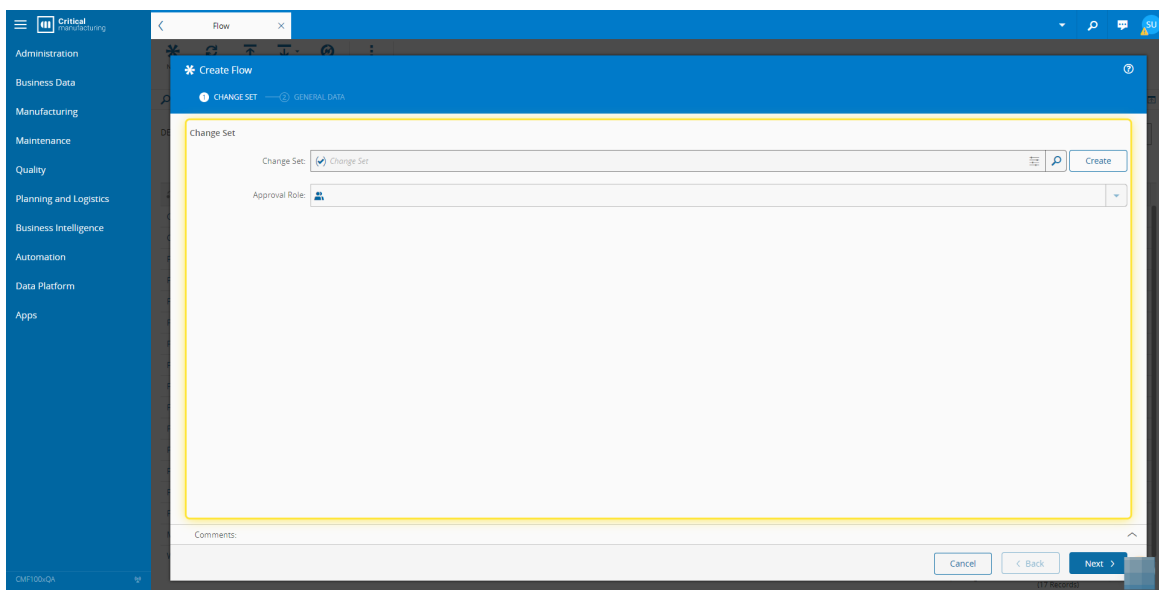 Critical
manufacturing
Flow
SU
Administration
Business Data
Manufacturing
Maintenance
Quality
Planning and Logistics
Business Intelligence
Automation
Data Platform
Apps
CMF100xQA
Create Flow
1 CHANGE SET
2 GENERAL DATA
Change Set
Change Set: Change Set
Create
Approval Role:
Comments:
Cancel
Back
Next
(17 Records)